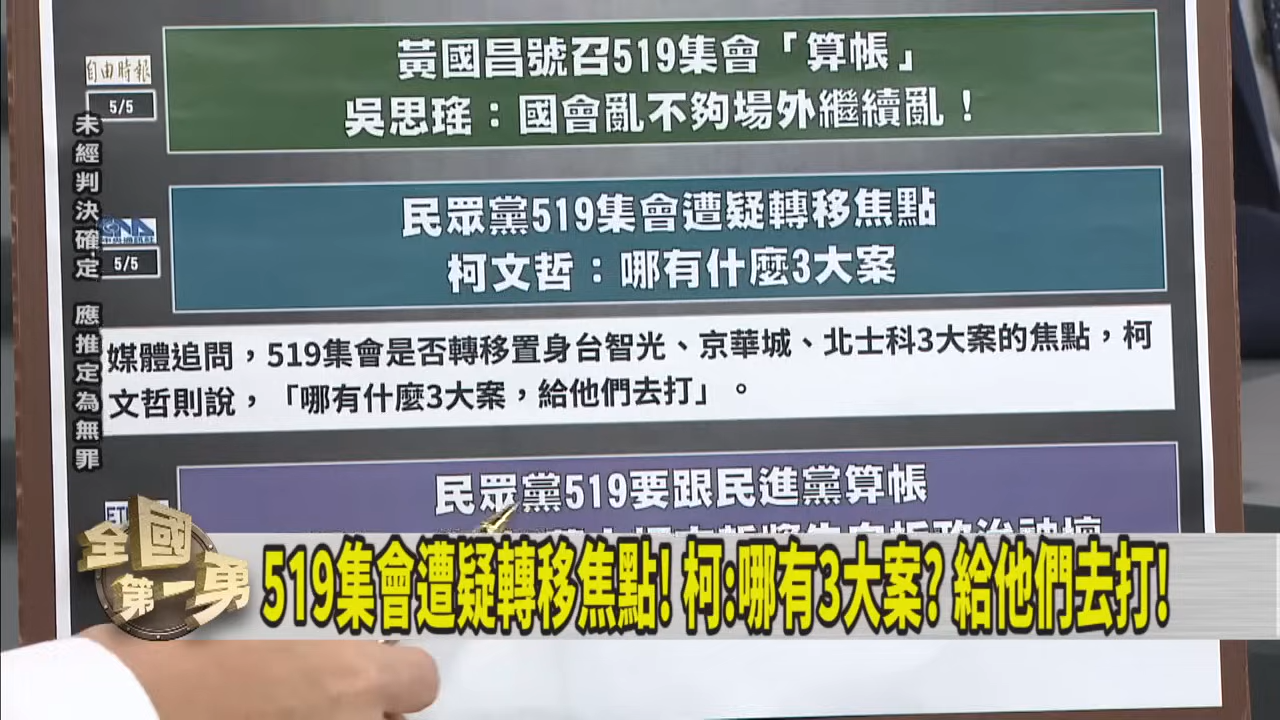 自由時報
5/5
黃國昌號召519集會「算帳」
吳思瑤：國會亂不夠場外繼續亂！
未經判決確定 應推定為無罪
CNA
中央通訊社
5/5
民眾黨519集會遭疑轉移焦點
柯文哲：哪有什麼3大案
媒體追問，519集會是否轉移置身台智光、京華城、北士科3大案的焦點，柯
文哲則說，「哪有什麼3大案，給他們去打」。
民眾黨519要跟民進黨算帳
全國第一勇
519集會遭疑轉移焦點! 柯:哪有3大案? 給他們去打!